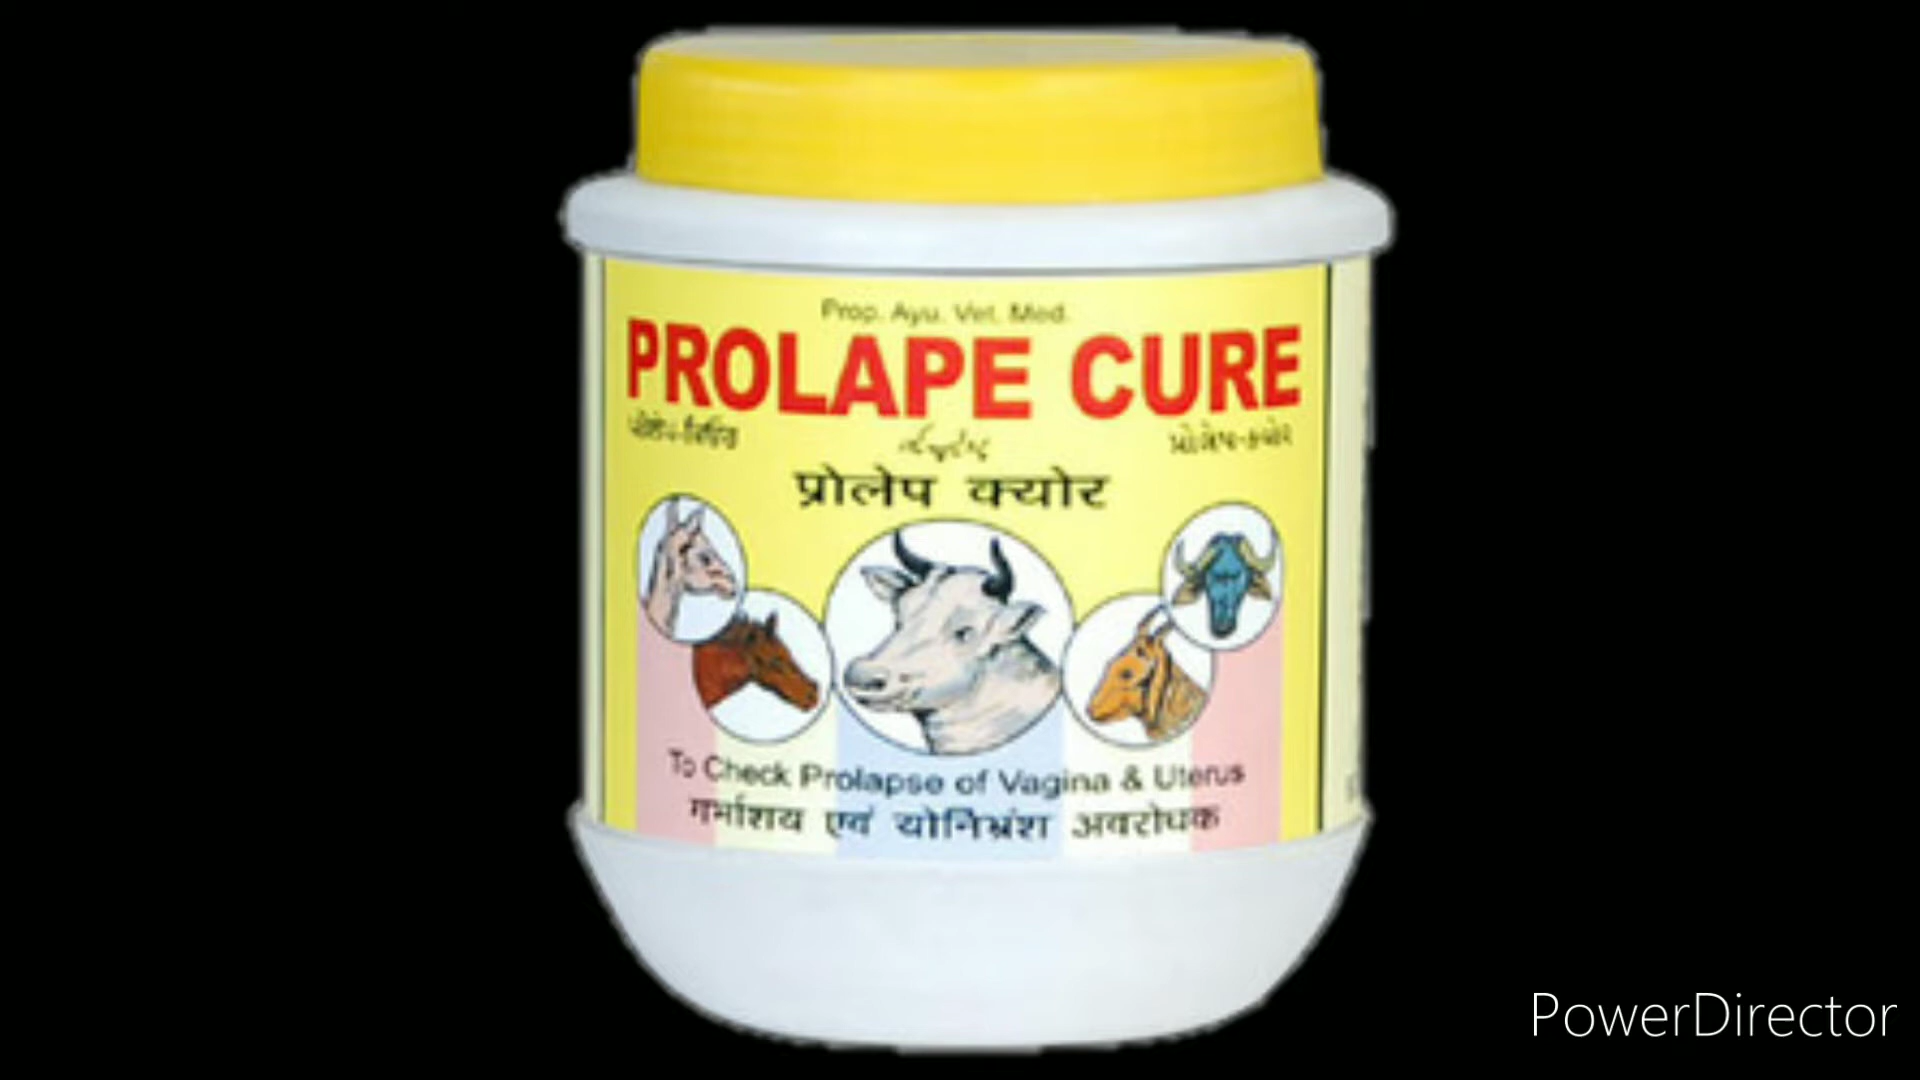 Prop. Ayu. Vet. Med.
PROLAPE CURE
प्रोलेप क्योर
To Check Prolapse of Vagina & Uterus
गर्भाशय एवं योनिभ्रंश अवरोधक
PowerDirector